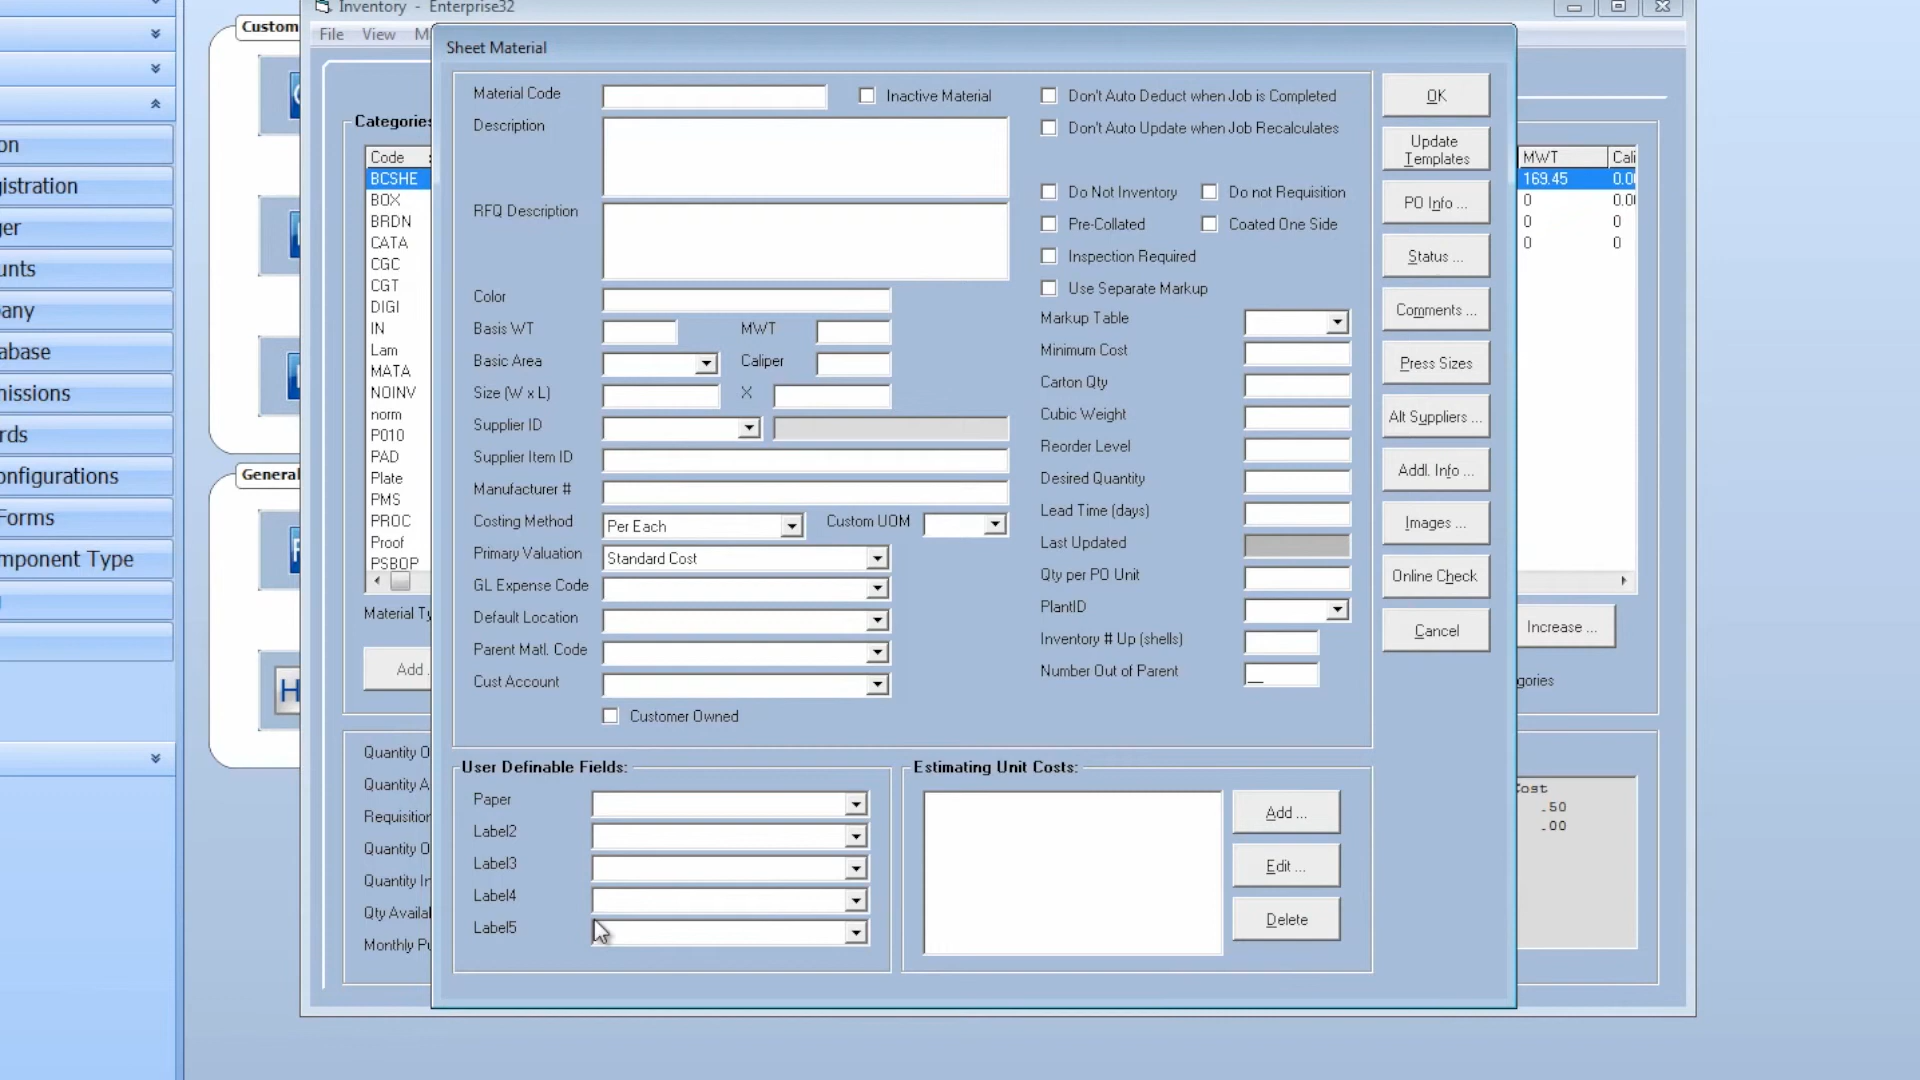 Inventory - Enterprise32
File View M
Custom
General
on
gistration
ger
unts
any
abase
nissions
rds
onfigurations
Forms
mponent Type
Categories
Code
BCSHE
BOX
BRDN
CATA
CGC
CGT
DIGI
IN
Lam
MATA
NOINV
norm
P010
PAD
Plate
PMS
PROC
Proof
PSBOP
Material Ty
Add .
Quantity O
Quantity A
Requisition
Quantity O
Quantity In
Qty Availal
Monthly Pu
Sheet Material
Material Code
Inactive Material
Description
RFQ Description
Color
Basis WT
MWT
Basic Area
Caliper
Size (W x L)
X
Supplier ID
Supplier Item ID
Manufacturer #
Costing Method
Per Each
Custom UOM
Primary Valuation
Standard Cost
GL Expense Code
Default Location
Parent Matl. Code
Cust Account
Customer Owned
Don't Auto Deduct when Job is Completed
Don't Auto Update when Job Recalculates
Do Not Inventory
Do not Requisition
Pre-Collated
Coated One Side
Inspection Required
Use Separate Markup
Markup Table
Minimum Cost
Carton Qty
Cubic Weight
Reorder Level
Desired Quantity
Lead Time (days)
Last Updated
Qty per PO Unit
PlantID
Inventory # Up (shells)
Number Out of Parent
__
User Definable Fields:
Paper
Label2
Label3
Label4
Label5
Estimating Unit Costs:
Add ...
Edit ...
Delete
OK
Update
Templates
PO Info ...
Status ...
Comments ...
Press Sizes
Alt Suppliers ...
Addl. Info ...
Images ...
Online Check
Cancel
MWT Cali
169.45 0.00
0 0.00
0 0
0 0
Increase ...
gories
Cost
.50
.00
H